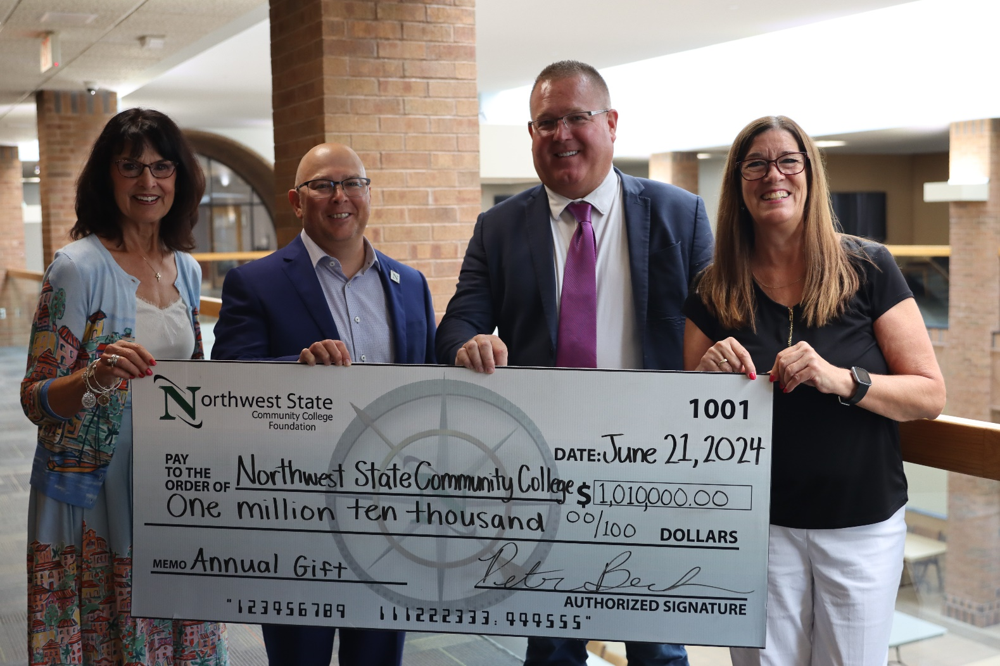 Northwest State
Community College
Foundation
1001
DATE: June 21, 2024
PAY
TO THE
ORDER OF Northwest State Community College $ 1,010,000.00
One million ten thousand 00/100 DOLLARS
MEMO Annual Gift
Peter Beck
AUTHORIZED SIGNATURE
"123456789 111222333: 444555"
N